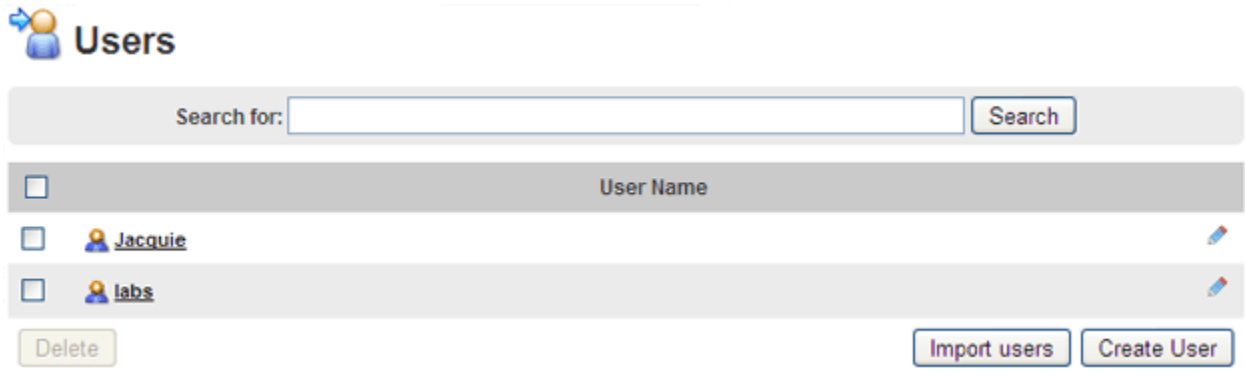 Users
Search for: Search
User Name
Jacquie
labs
Delete Import users Create User